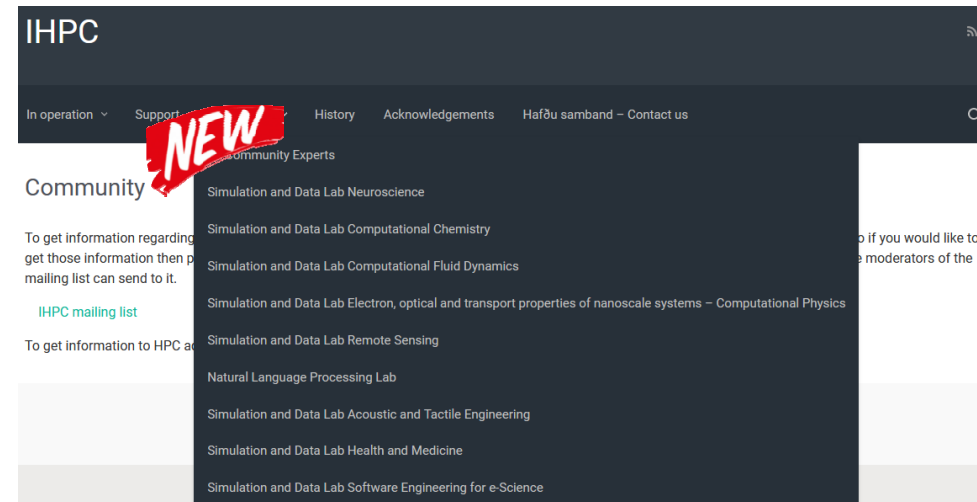 IHPC
In operation Support History Acknowledgements Hafðu samband – Contact us
NEW
Community Experts
Community
Simulation and Data Lab Neuroscience
Simulation and Data Lab Computational Chemistry
To get information regarding
if you would like to
Simulation and Data Lab Computational Fluid Dynamics
get those information then
moderators of the
mailing list can send to it.
Simulation and Data Lab Electron, optical and transport properties of nanoscale systems – Computational Physics
IHPC mailing list
Simulation and Data Lab Remote Sensing
To get information to HPC
Natural Language Processing Lab
Simulation and Data Lab Acoustic and Tactile Engineering
Simulation and Data Lab Health and Medicine
Simulation and Data Lab Software Engineering for e-Science